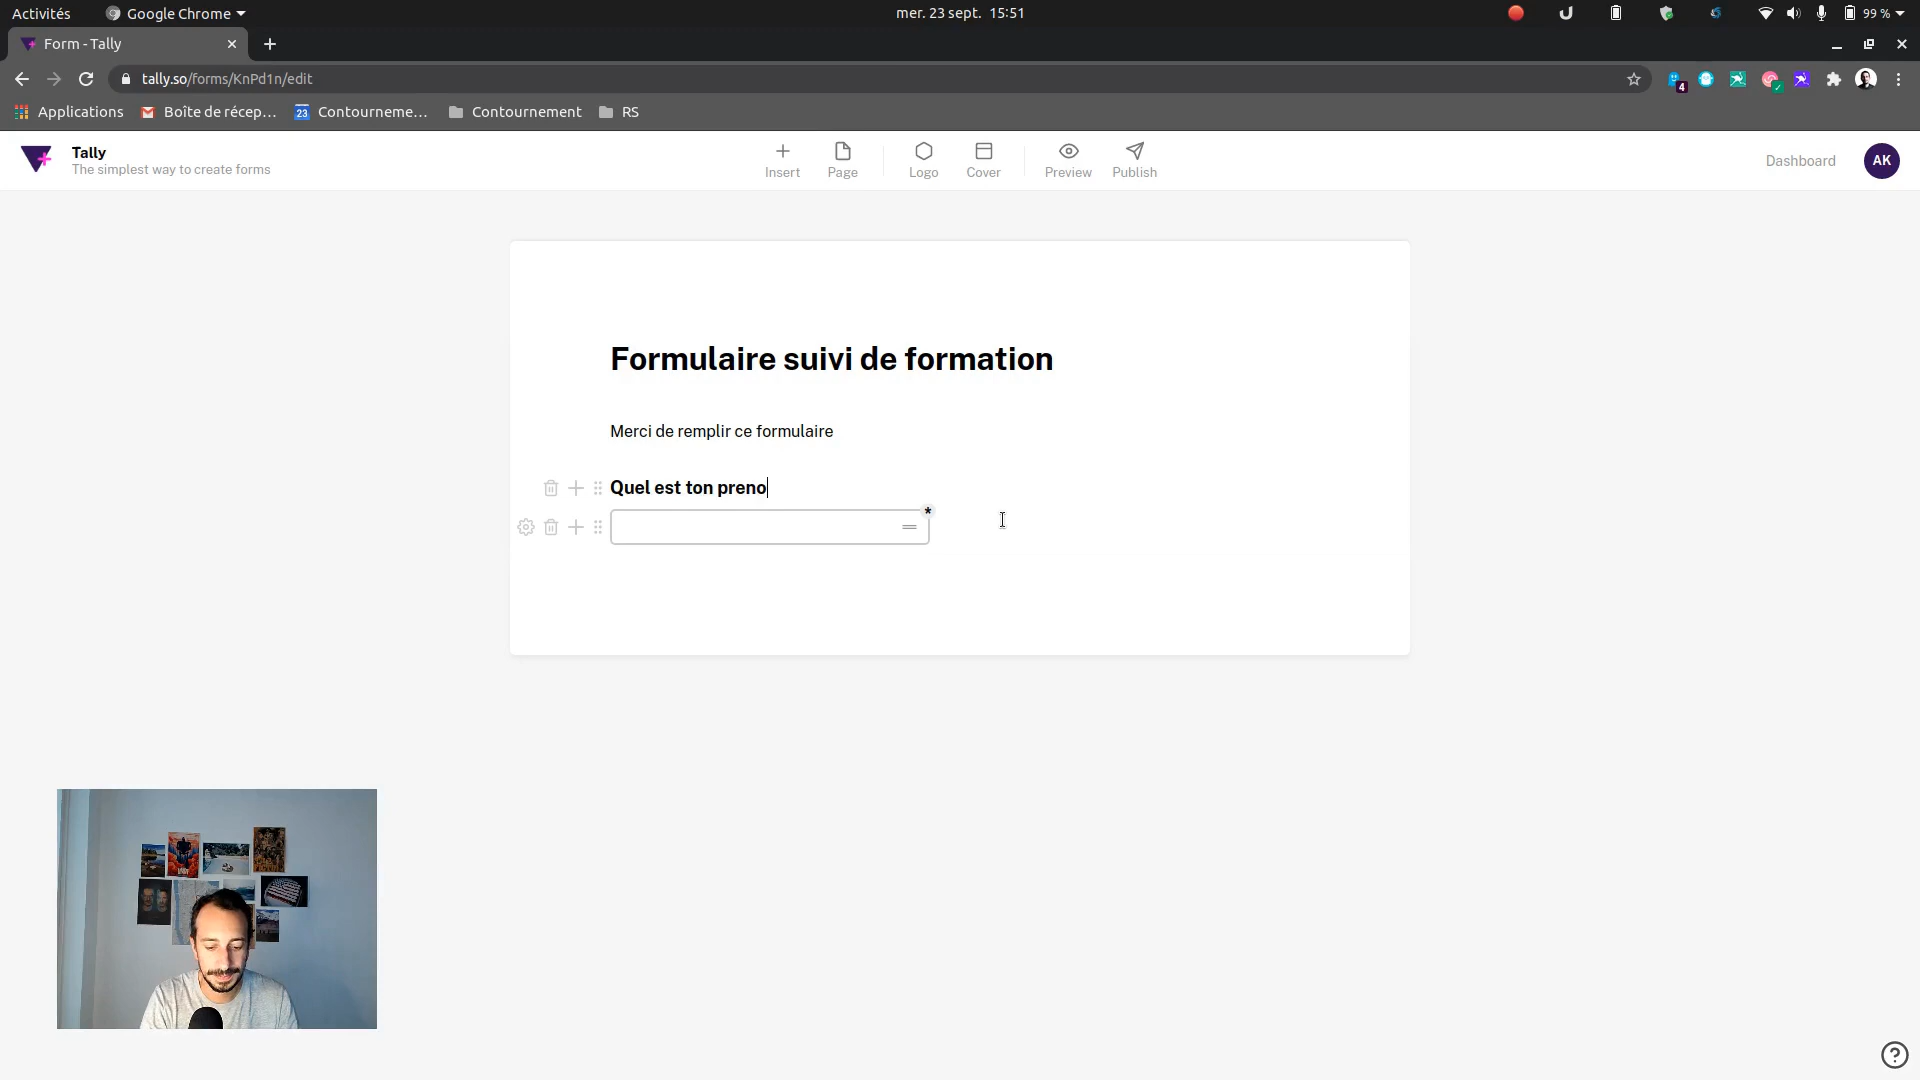 Activités
Google Chrome
mer. 23 sept. 15:51
99 %
Form - Tally
tally.so/forms/KnPd1n/edit
4
Applications
Boîte de récep…
23
Contourneme…
Contournement
RS
Tally
The simplest way to create forms
Insert
Page
Logo
Cover
Preview
Publish
Dashboard
AK
Formulaire suivi de formation
Merci de remplir ce formulaire
Quel est ton preno
*